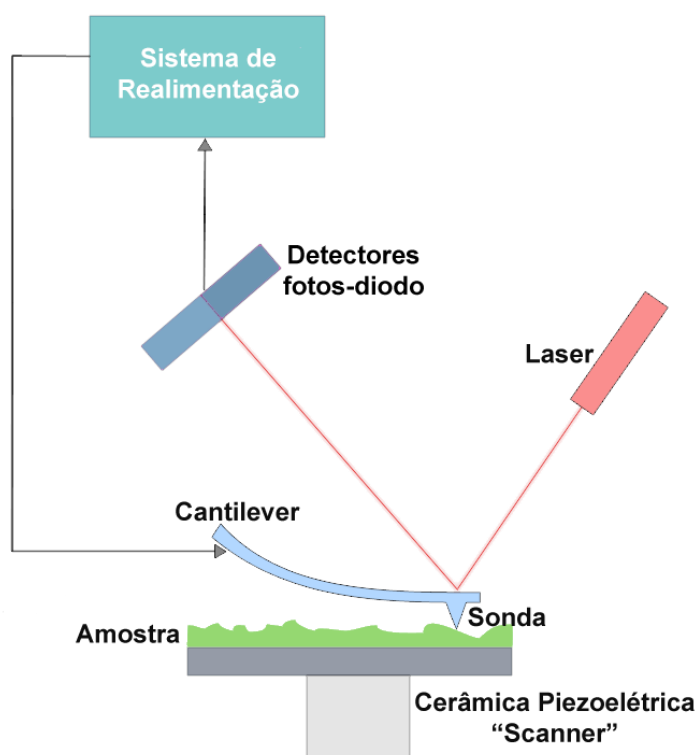 Sistema de
Realimentação
Detectores
fotos-diodo
Laser
Cantilever
Sonda
Amostra
Cerâmica Piezoelétrica
“Scanner”